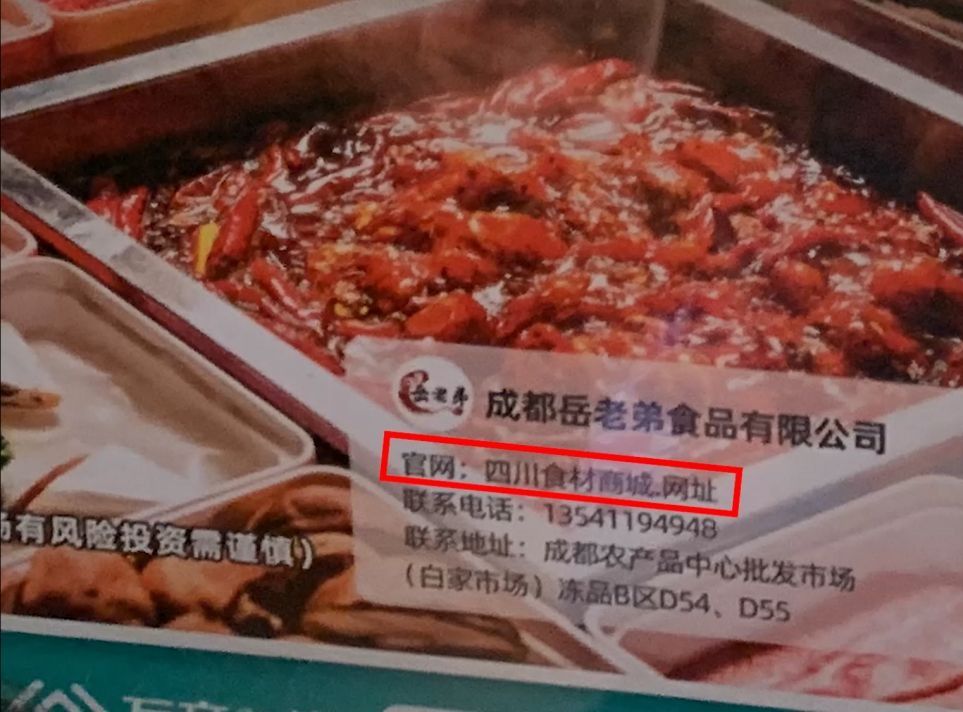 岳老弟
成都岳老弟食品有限公司
官网：四川食材商城.网址
联系电话：13541194948
联系地址：成都农产品中心批发市场
（白家市场）冻品B区D54、D55
有风险投资需谨慎）